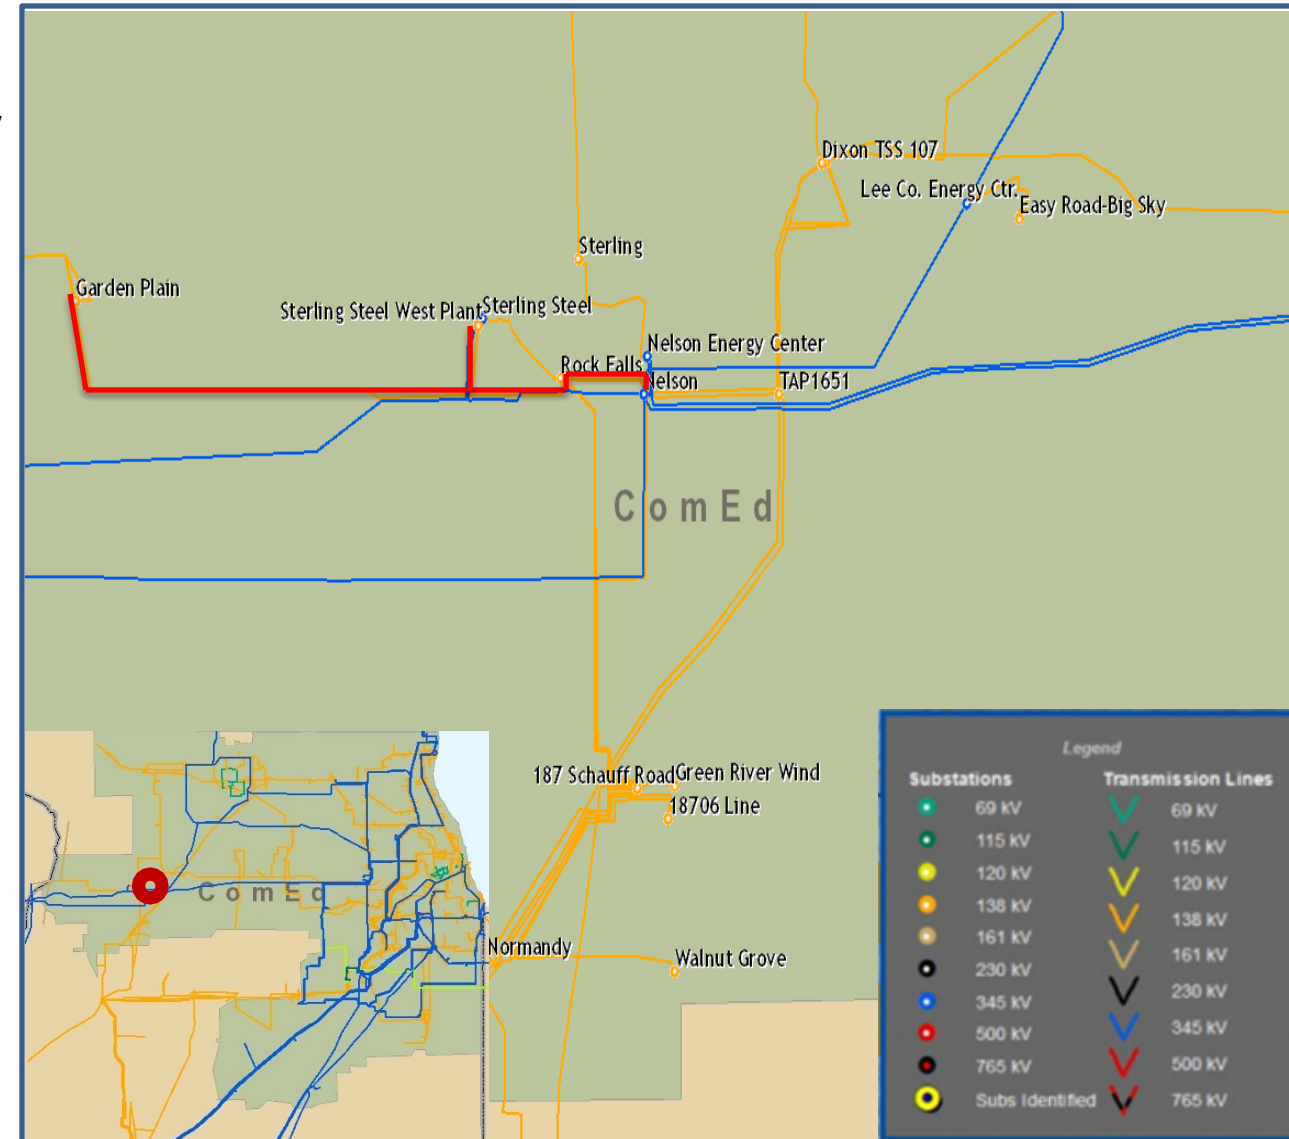 Dixon TSS 107
Lee Co. Energy Ctr.
Easy Road-Big Sky
Sterling
Garden Plain
Sterling Steel West Plant
Sterling Steel
Nelson Energy Center
Rock Falls
Nelson
TAP1651
ComEd
187 Schauff Road
Green River Wind
18706 Line
Normandy
Walnut Grove
ComEd
Legend
Substations Transmission Lines
69 kV 69 kV
115 kV 115 kV
120 kV 120 kV
138 kV 138 kV
161 kV 161 kV
230 kV 230 kV
345 kV 345 kV
500 kV 500 kV
765 kV 765 kV
Subs Identified